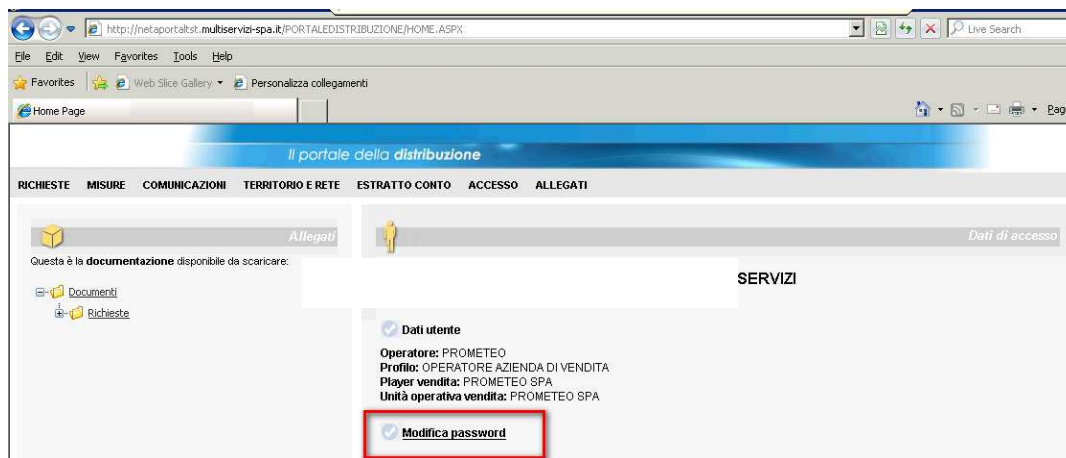 http://netaportaltst.multiservizi-spa.it/PORTALEDISTRIBUZIONE/HOME.ASPX
Live Search
File Edit View Favorites Tools Help
Favorites Web Slice Gallery Personalizza collegamenti
Home Page
Il portale della distribuzione
RICHIESTE MISURE COMUNICAZIONI TERRITORIO E RETE ESTRATTO CONTO ACCESSO ALLEGATI
Allegati
Questa è la documentazione disponibile da scaricare:
Documenti
Richieste
Dati di accesso
SERVIZI
Dati utente
Operatore: PROMETEO
Profilo: OPERATORE AZIENDA DI VENDITA
Player vendita: PROMETEO SPA
Unità operativa vendita: PROMETEO SPA
Modifica password